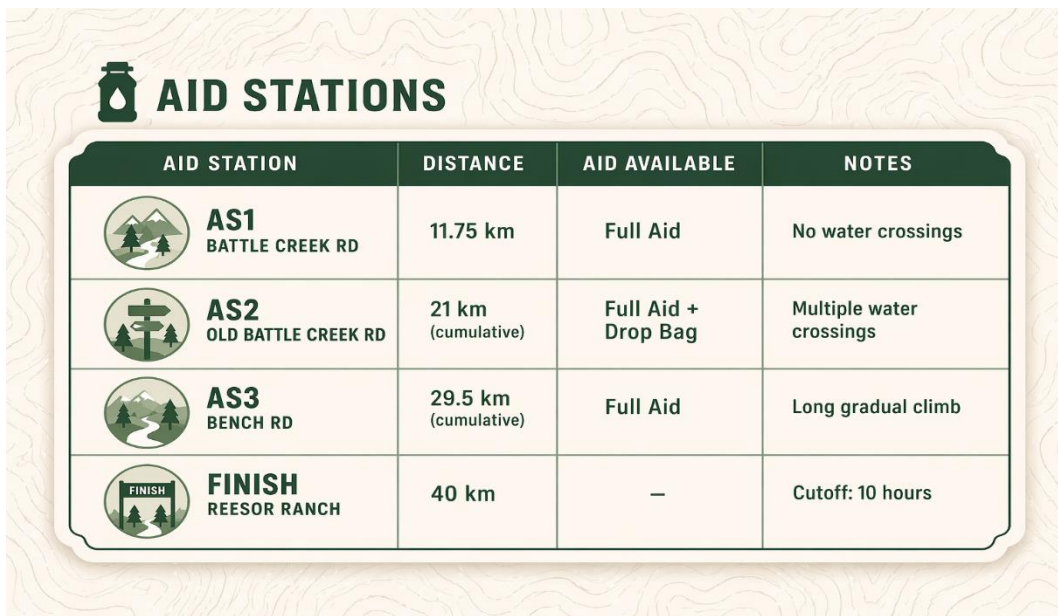 AID STATIONS
AID STATION
DISTANCE
AID AVAILABLE
NOTES
AS1
BATTLE CREEK RD
11.75 km
Full Aid
No water crossings
AS2
OLD BATTLE CREEK RD
21 km
(cumulative)
Full Aid +
Drop Bag
Multiple water
crossings
AS3
BENCH RD
29.5 km
(cumulative)
Full Aid
Long gradual climb
FINISH
FINISH
REESOR RANCH
40 km
–
Cutoff: 10 hours